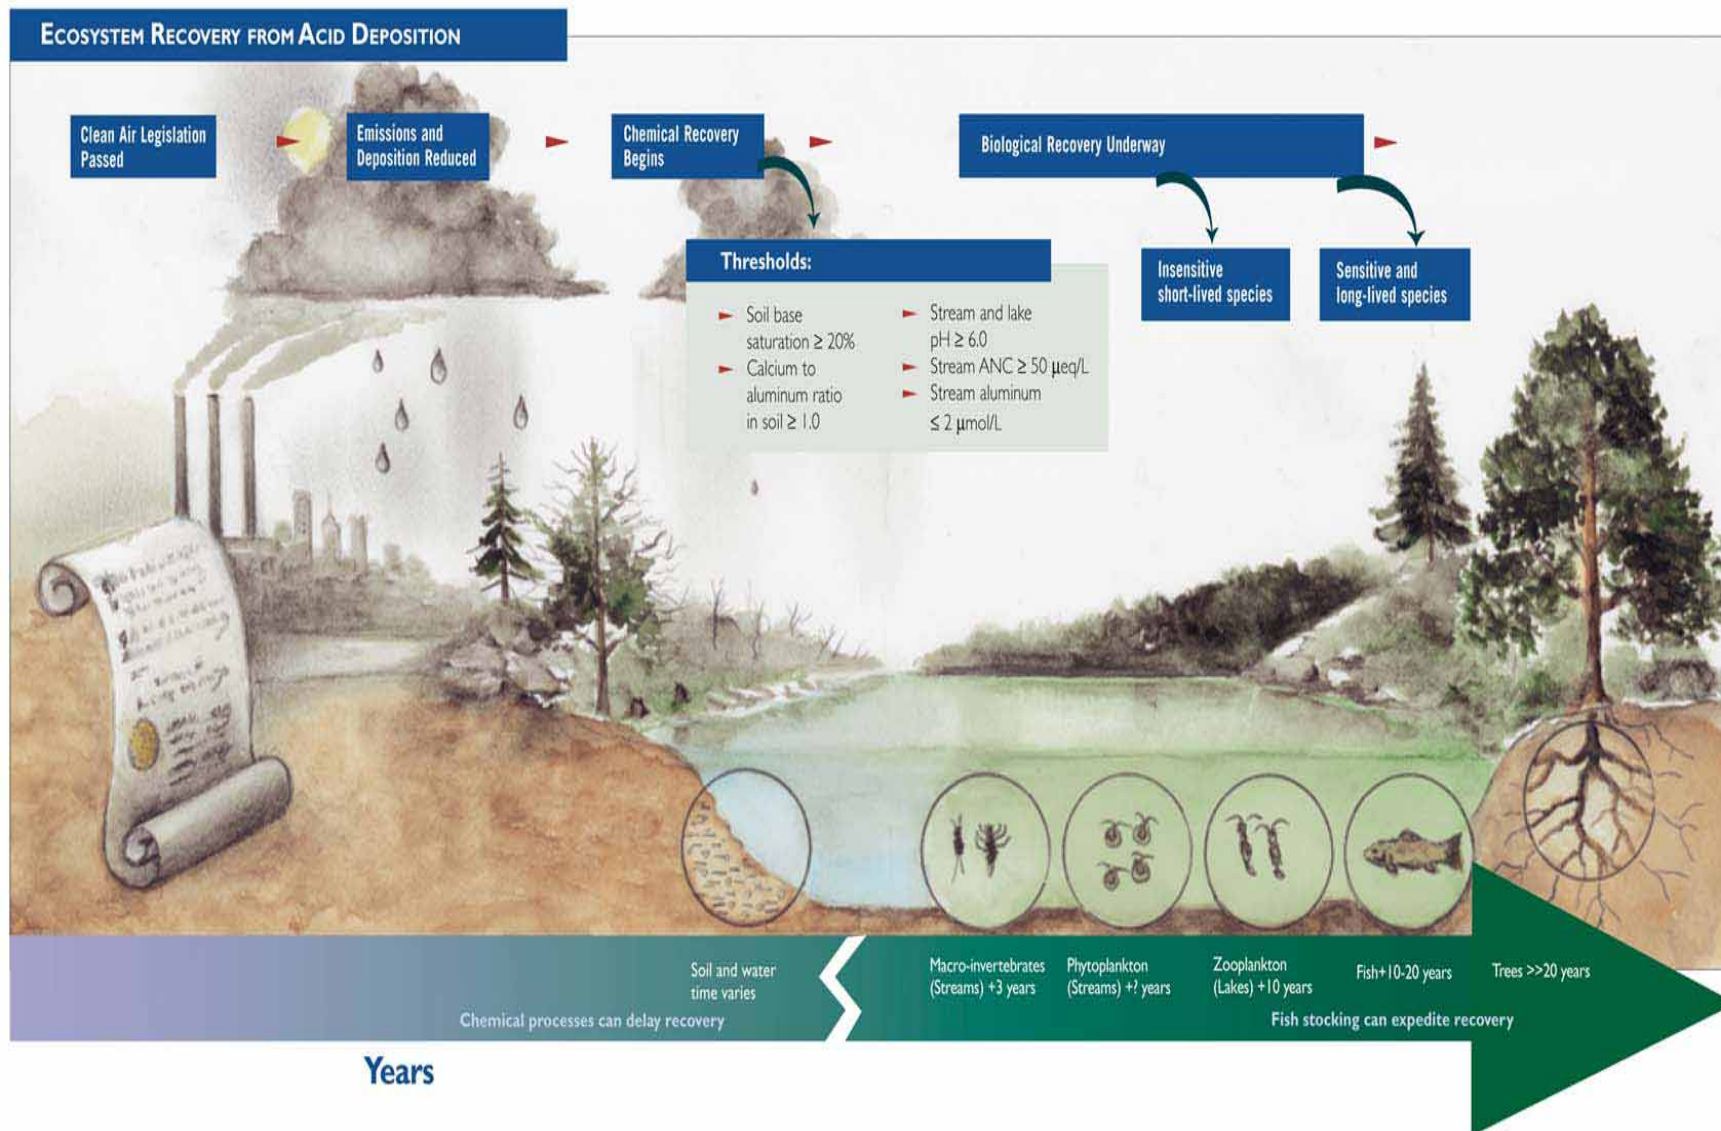 ECOSYSTEM RECOVERY FROM ACID DEPOSITION
Clean Air Legislation
Passed
Emissions and
Deposition Reduced
Chemical Recovery
Begins
Biological Recovery Underway
Thresholds:
Soil base
saturation ≥ 20%
Calcium to
aluminum ratio
in soil ≥ 1.0
Stream and lake
pH ≥ 6.0
Stream ANC ≥ 50 µeq/L
Stream aluminum
≤ 2 µmol/L
Insensitive
short-lived species
Sensitive and
long-lived species
Soil and water
time varies
Macro-invertebrates
(Streams) +3 years
Phytoplankton
(Streams) +? years
Zooplankton
(Lakes) +10 years
Fish+10-20 years
Trees >>20 years
Chemical processes can delay recovery
Fish stocking can expedite recovery
Years